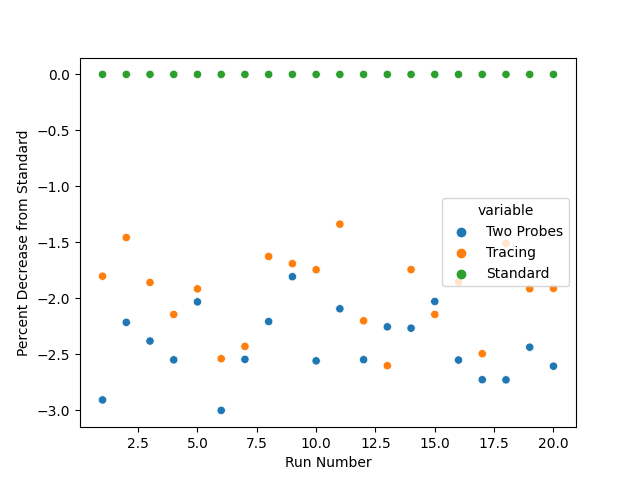 0.0
−0.5
−1.0
−1.5
−2.0
−2.5
−3.0
Percent Decrease from Standard
variable
Two Probes
Tracing
Standard
2.5 5.0 7.5 10.0 12.5 15.0 17.5 20.0
Run Number